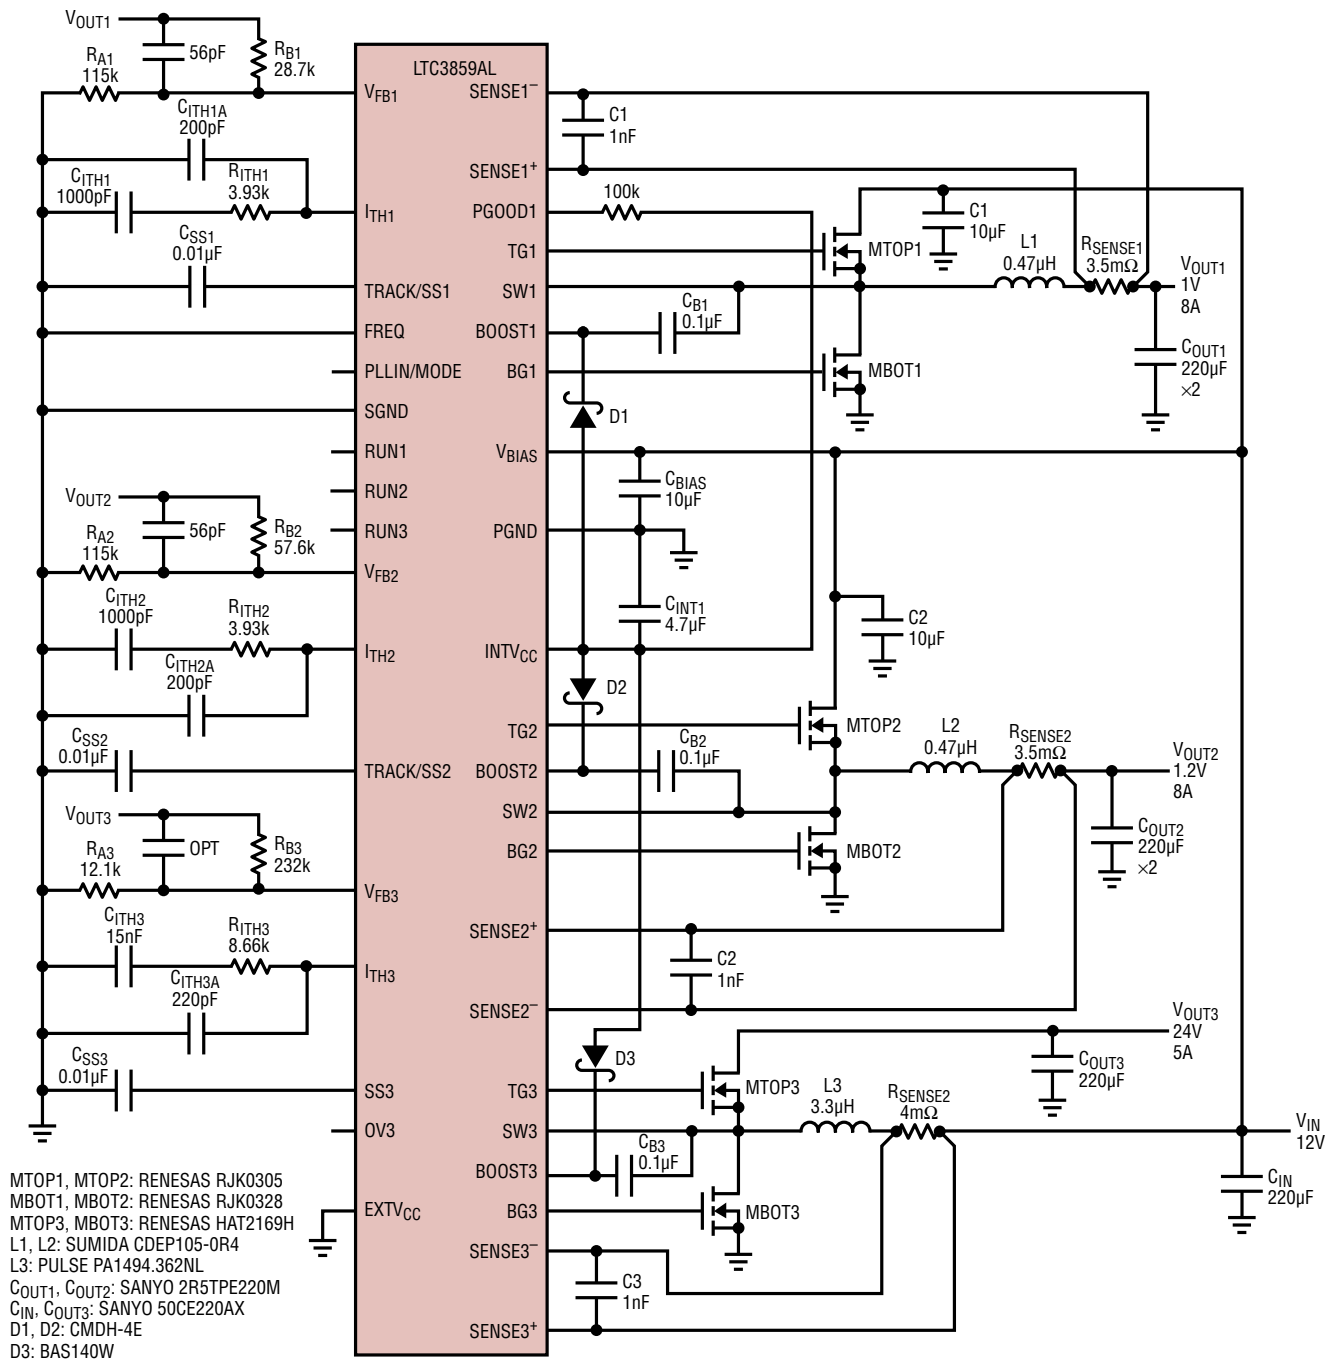 LTC3859AL
VOUT1
56pF
RB1
28.7k
RA1
115k
VFB1
CITH1A
200pF
CITH1
1000pF
RITH1
3.93k
ITH1
CSS1
0.01µF
TRACK/SS1
FREQ
PLLIN/MODE
SGND
RUN1
RUN2
RUN3
VOUT2
56pF
RB2
57.6k
RA2
115k
VFB2
CITH2
1000pF
RITH2
3.93k
ITH2
CITH2A
200pF
CSS2
0.01µF
TRACK/SS2
VOUT3
OPT
RB3
232k
RA3
12.1k
VFB3
CITH3
15nF
RITH3
8.66k
ITH3
CITH3A
220pF
CSS3
0.01µF
SS3
OV3
EXTVCC
SENSE1–
C1
1nF
SENSE1+
PGOOD1
100k
TG1
MTOP1
C1
10µF
L1
0.47µH
RSENSE1
3.5mΩ
VOUT1
1V
8A
SW1
CB1
0.1µF
BOOST1
BG1
MBOT1
COUT1
220µF
×2
D1
VBIAS
CBIAS
10µF
PGND
CINT1
4.7µF
C2
10µF
INTVCC
D2
TG2
MTOP2
L2
0.47µH
RSENSE2
3.5mΩ
VOUT2
1.2V
8A
CB2
0.1µF
BOOST2
SW2
BG2
MBOT2
COUT2
220µF
×2
SENSE2+
C2
1nF
SENSE2–
VOUT3
24V
5A
D3
COUT3
220µF
TG3
MTOP3
L3
3.3µH
RSENSE2
4mΩ
SW3
VIN
12V
CB3
0.1µF
BOOST3
CIN
220µF
BG3
MBOT3
SENSE3–
C3
1nF
SENSE3+
MTOP1, MTOP2: RENESAS RJK0305
MBOT1, MBOT2: RENESAS RJK0328
MTOP3, MBOT3: RENESAS HAT2169H
L1, L2: SUMIDA CDEP105-0R4
L3: PULSE PA1494.362NL
COUT1, COUT2: SANYO 2R5TPE220M
CIN, COUT3: SANYO 50CE220AX
D1, D2: CMDH-4E
D3: BAS140W